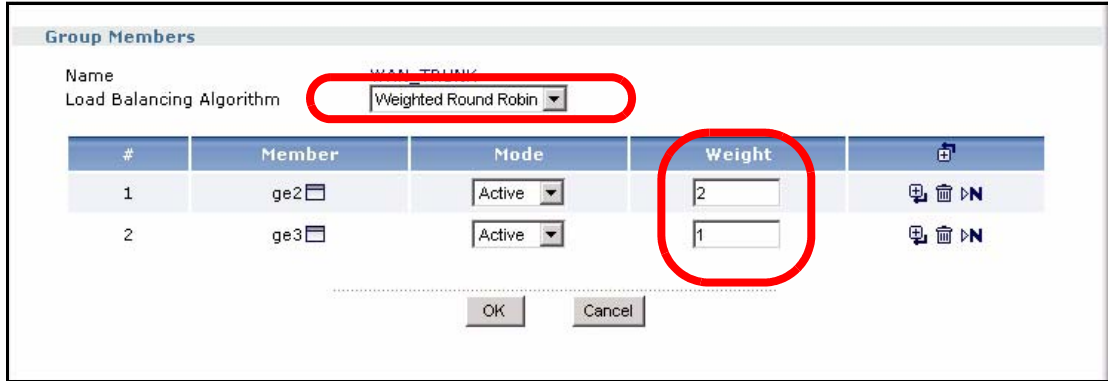 Group Members
Name WAN_TRUNK
Load Balancing Algorithm Weighted Round Robin
# Member Mode Weight
1 ge2 Active 2 N
2 ge3 Active 1 N
OK Cancel